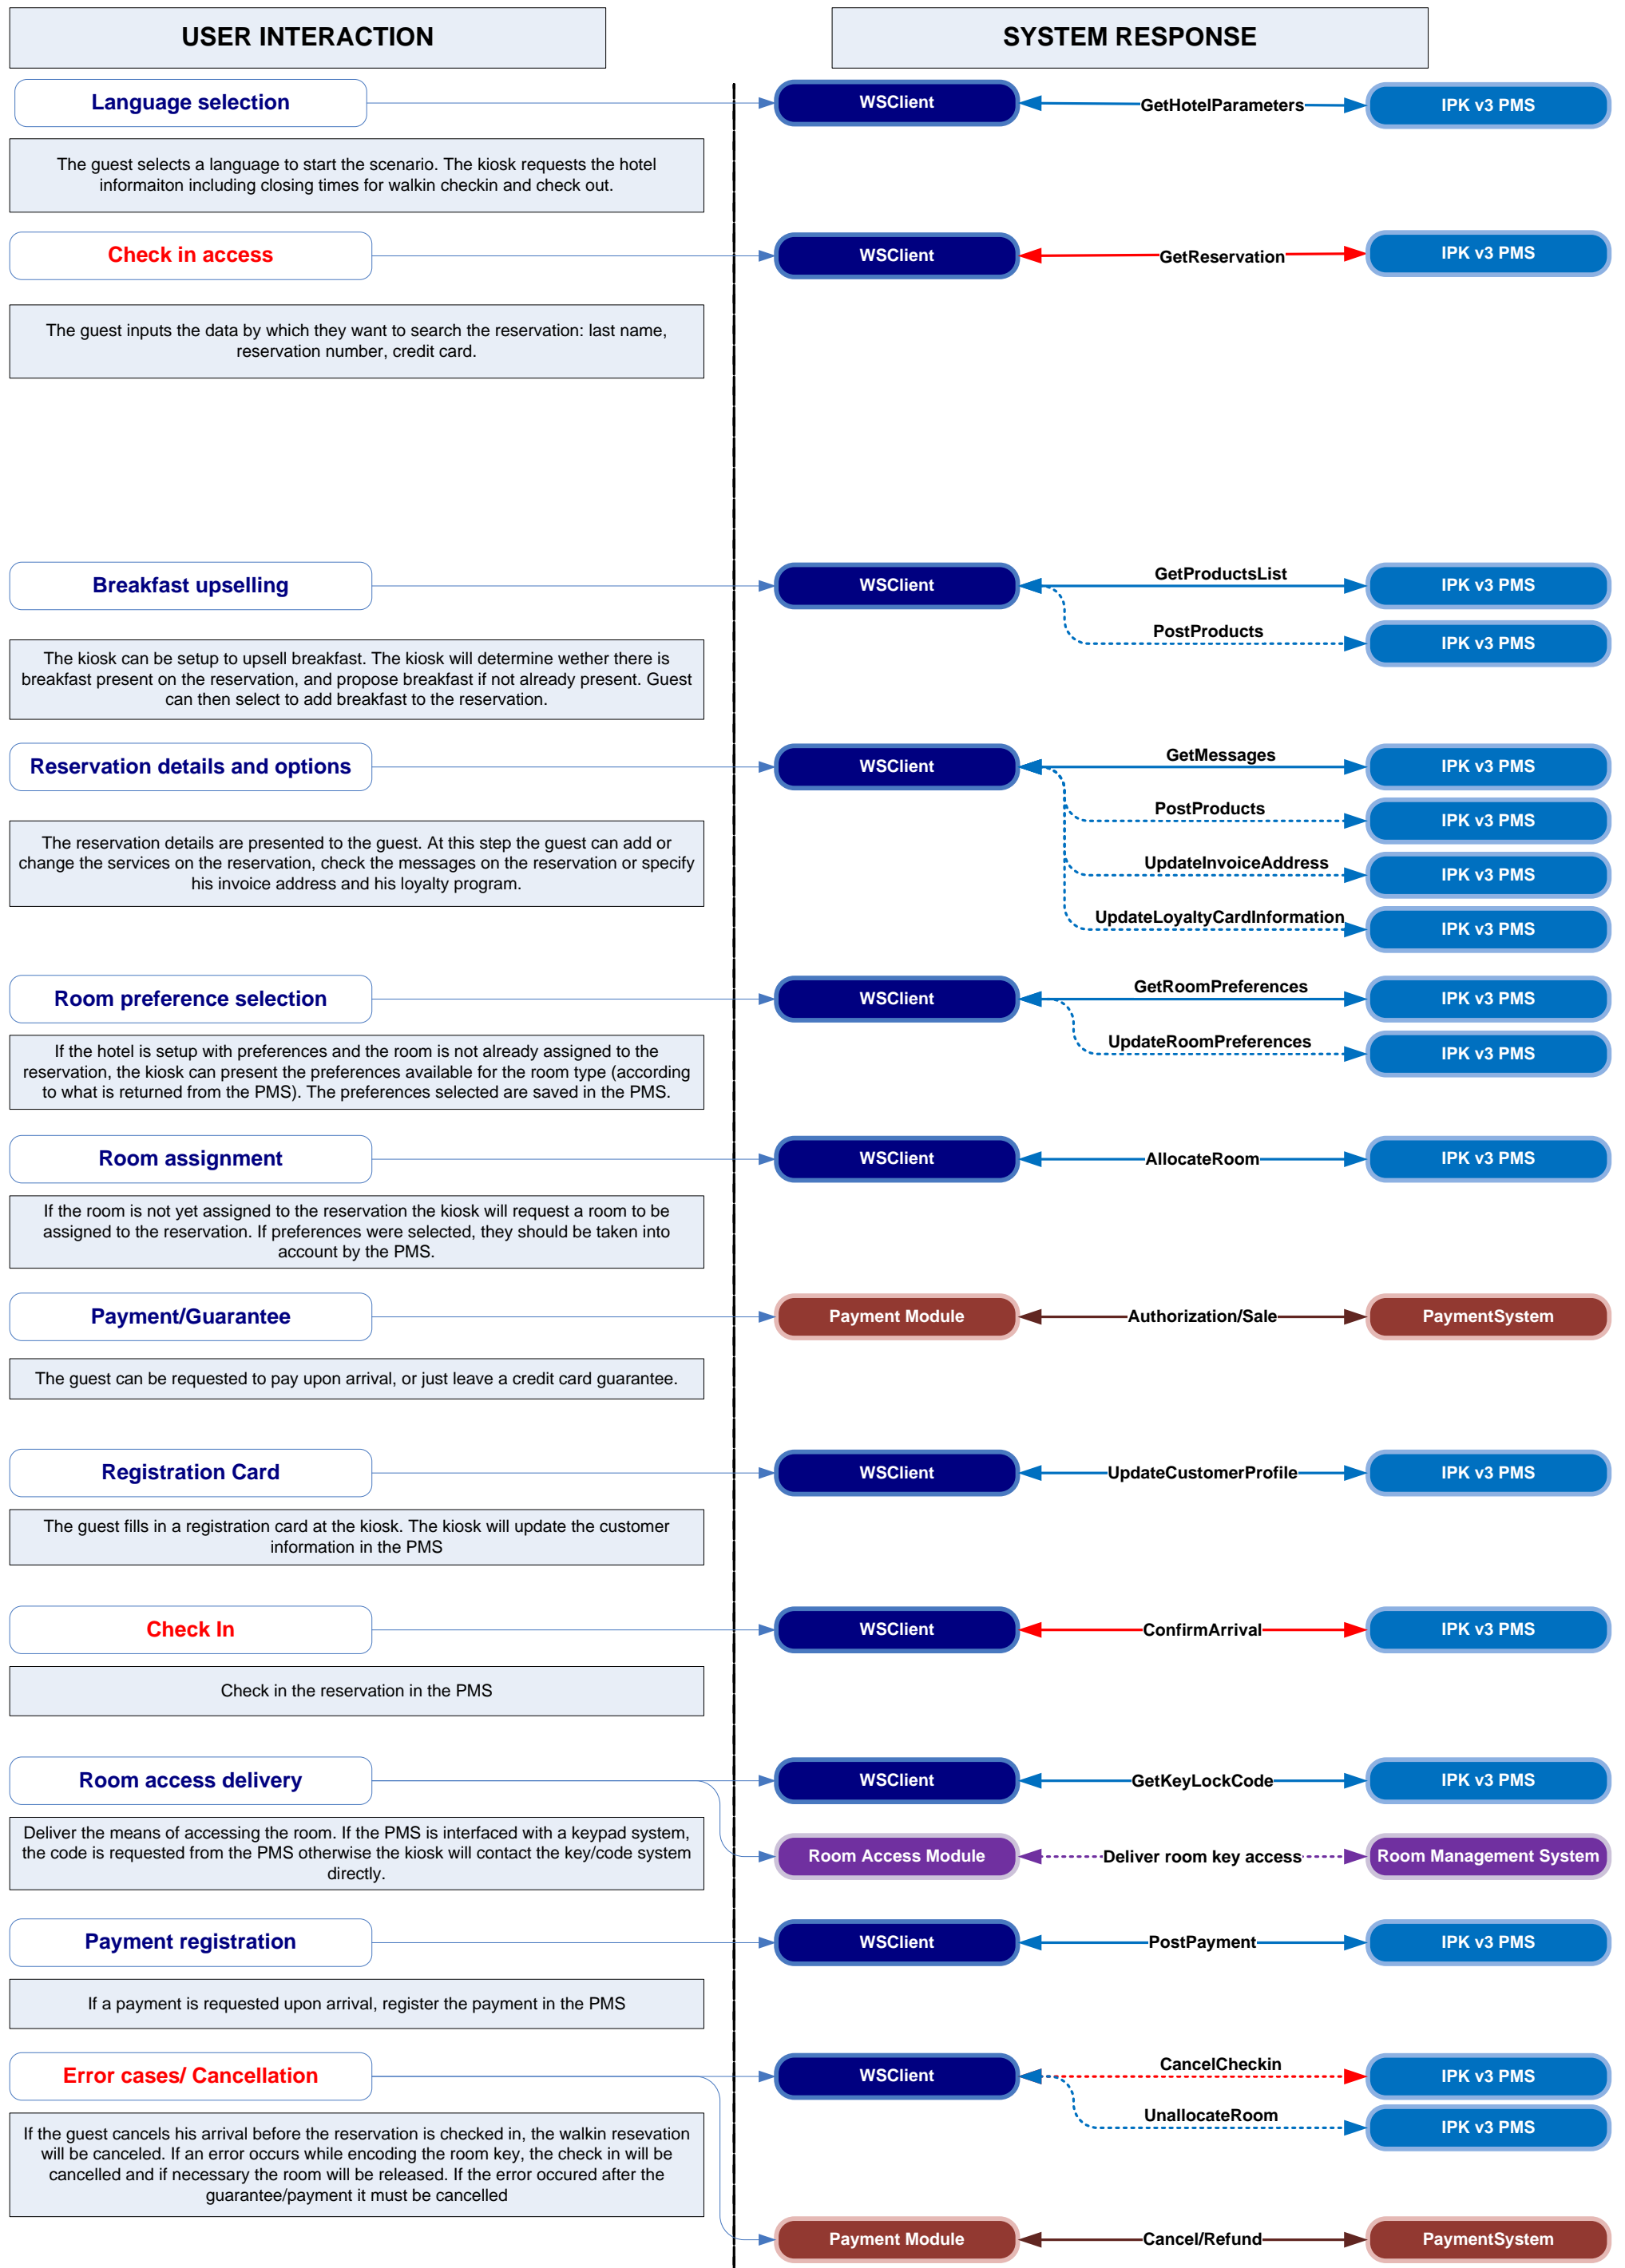 USER INTERACTION
SYSTEM RESPONSE
Language selection
WSClient
GetHotelParameters
IPK v3 PMS
The guest selects a language to start the scenario. The kiosk requests the hotel
informaiton including closing times for walkin checkin and check out.
Check in access
WSClient
GetReservation
IPK v3 PMS
The guest inputs the data by which they want to search the reservation: last name,
reservation number, credit card.
Breakfast upselling
WSClient
GetProductsList
IPK v3 PMS
PostProducts
IPK v3 PMS
The kiosk can be setup to upsell breakfast. The kiosk will determine wether there is
breakfast present on the reservation, and propose breakfast if not already present. Guest
can then select to add breakfast to the reservation.
Reservation details and options
WSClient
GetMessages
IPK v3 PMS
PostProducts
IPK v3 PMS
UpdateInvoiceAddress
IPK v3 PMS
UpdateLoyaltyCardInformation
IPK v3 PMS
The reservation details are presented to the guest. At this step the guest can add or
change the services on the reservation, check the messages on the reservation or specify
his invoice address and his loyalty program.
Room preference selection
WSClient
GetRoomPreferences
IPK v3 PMS
UpdateRoomPreferences
IPK v3 PMS
If the hotel is setup with preferences and the room is not already assigned to the
reservation, the kiosk can present the preferences available for the room type (according
to what is returned from the PMS). The preferences selected are saved in the PMS.
Room assignment
WSClient
AllocateRoom
IPK v3 PMS
If the room is not yet assigned to the reservation the kiosk will request a room to be
assigned to the reservation. If preferences were selected, they should be taken into
account by the PMS.
Payment/Guarantee
Payment Module
Authorization/Sale
PaymentSystem
The guest can be requested to pay upon arrival, or just leave a credit card guarantee.
Registration Card
WSClient
UpdateCustomerProfile
IPK v3 PMS
The guest fills in a registration card at the kiosk. The kiosk will update the customer
information in the PMS
Check In
WSClient
ConfirmArrival
IPK v3 PMS
Check in the reservation in the PMS
Room access delivery
WSClient
GetKeyLockCode
IPK v3 PMS
Deliver the means of accessing the room. If the PMS is interfaced with a keypad system,
the code is requested from the PMS otherwise the kiosk will contact the key/code system
directly.
Room Access Module
Deliver room key access
Room Management System
Payment registration
WSClient
PostPayment
IPK v3 PMS
If a payment is requested upon arrival, register the payment in the PMS
Error cases/ Cancellation
WSClient
CancelCheckin
IPK v3 PMS
UnallocateRoom
IPK v3 PMS
If the guest cancels his arrival before the reservation is checked in, the walkin resevation
will be canceled. If an error occurs while encoding the room key, the check in will be
cancelled and if necessary the room will be released. If the error occured after the
guarantee/payment it must be cancelled
Payment Module
Cancel/Refund
PaymentSystem